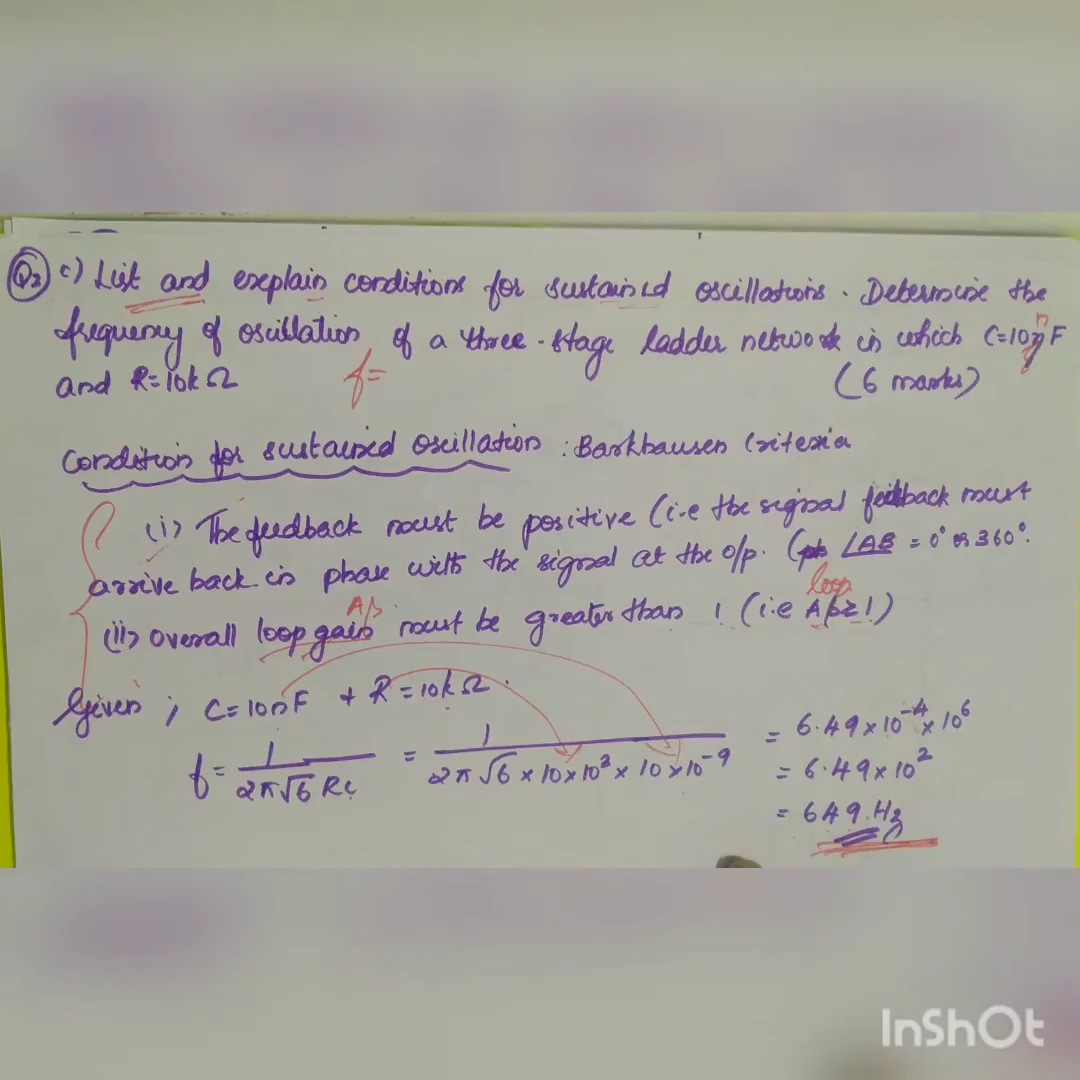 Q2 c) List and explain conditions for sustained oscillations. Determine the
frequency of oscillation of a three-stage ladder network in which C=10nF
and R=10kΩ f= (6 marks)
Condition for sustained oscillation : Barkhausen Criteria
(i) The feedback must be positive (i.e the signal feedback must
arrive back in phase with the signal at the o/p. ( ∠AB = 0° or 360°.
Aβ loop
(ii) Overall loop gain must be greater than 1 (i.e Aβ≥1)
Given ; C=10nF + R=10kΩ.
f = 1/2π√6 RC = 1/2π√6×10×10³×10×10⁻⁹ = 6.49×10⁻⁴×10⁶
= 6.49×10²
= 649.Hz
InShOt